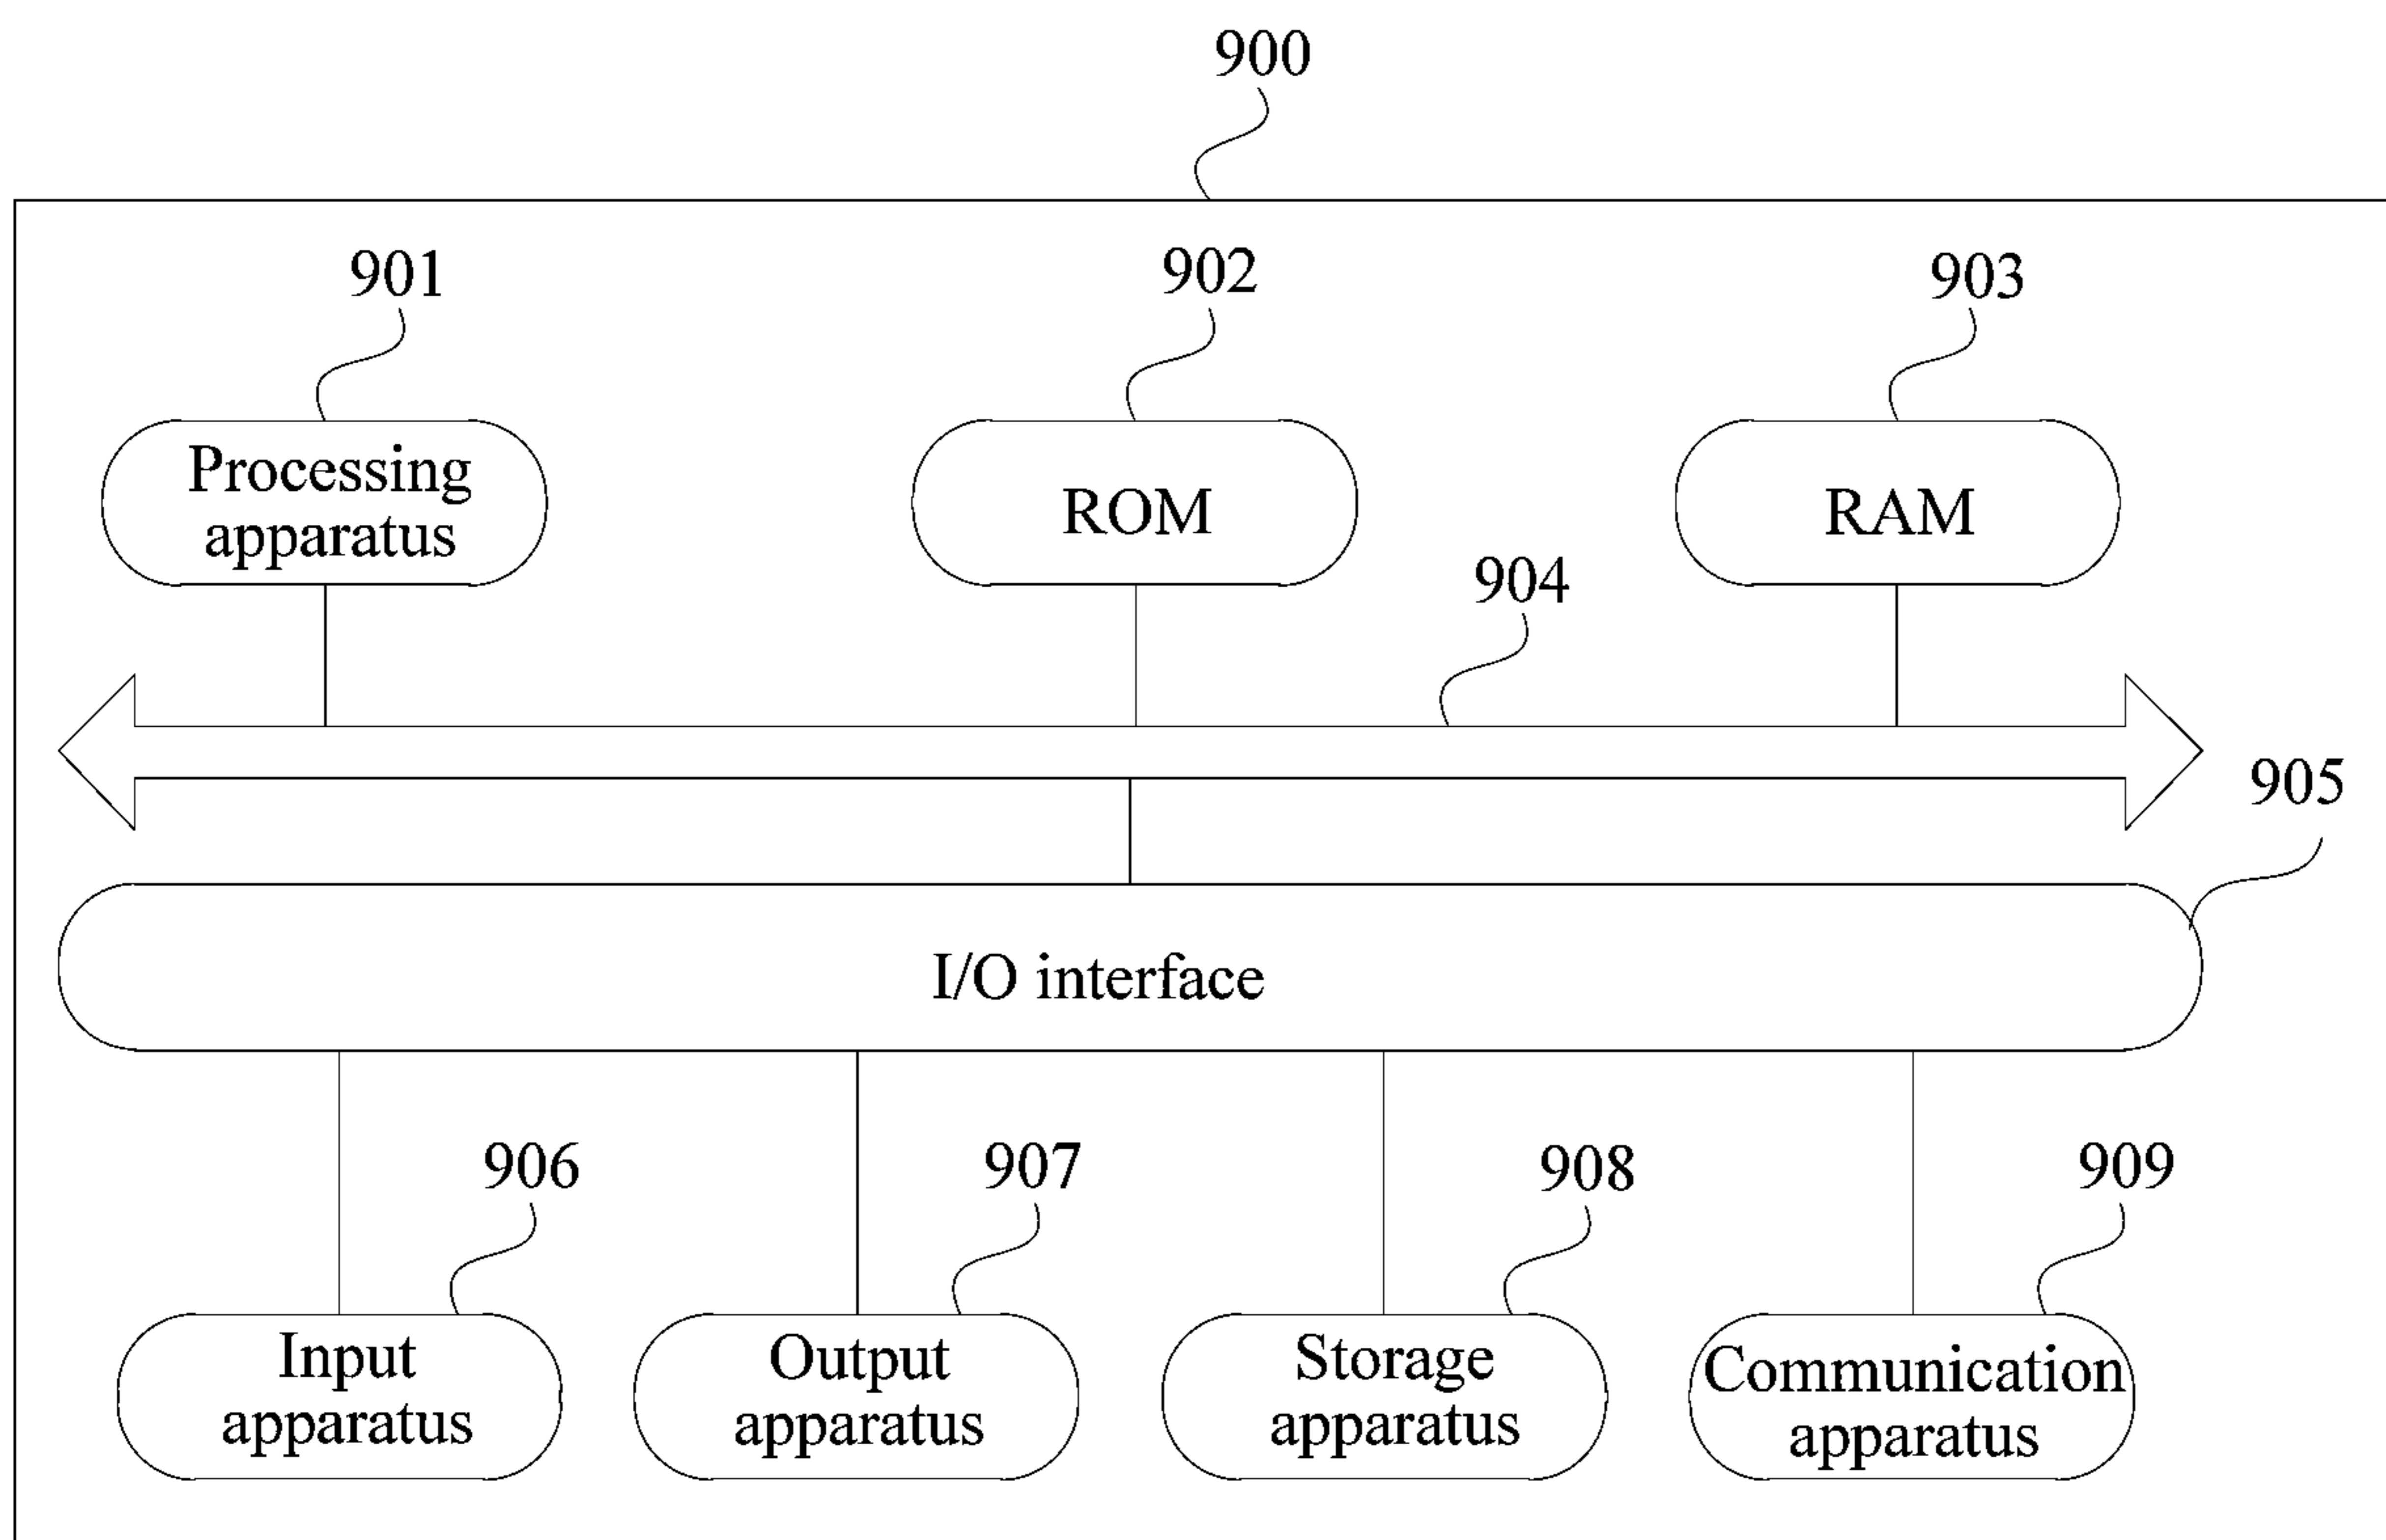 900
901
902
903
Processing
apparatus
ROM
RAM
904
905
I/O interface
906
907
908
909
Input
apparatus
Output
apparatus
Storage
apparatus
Communication
apparatus